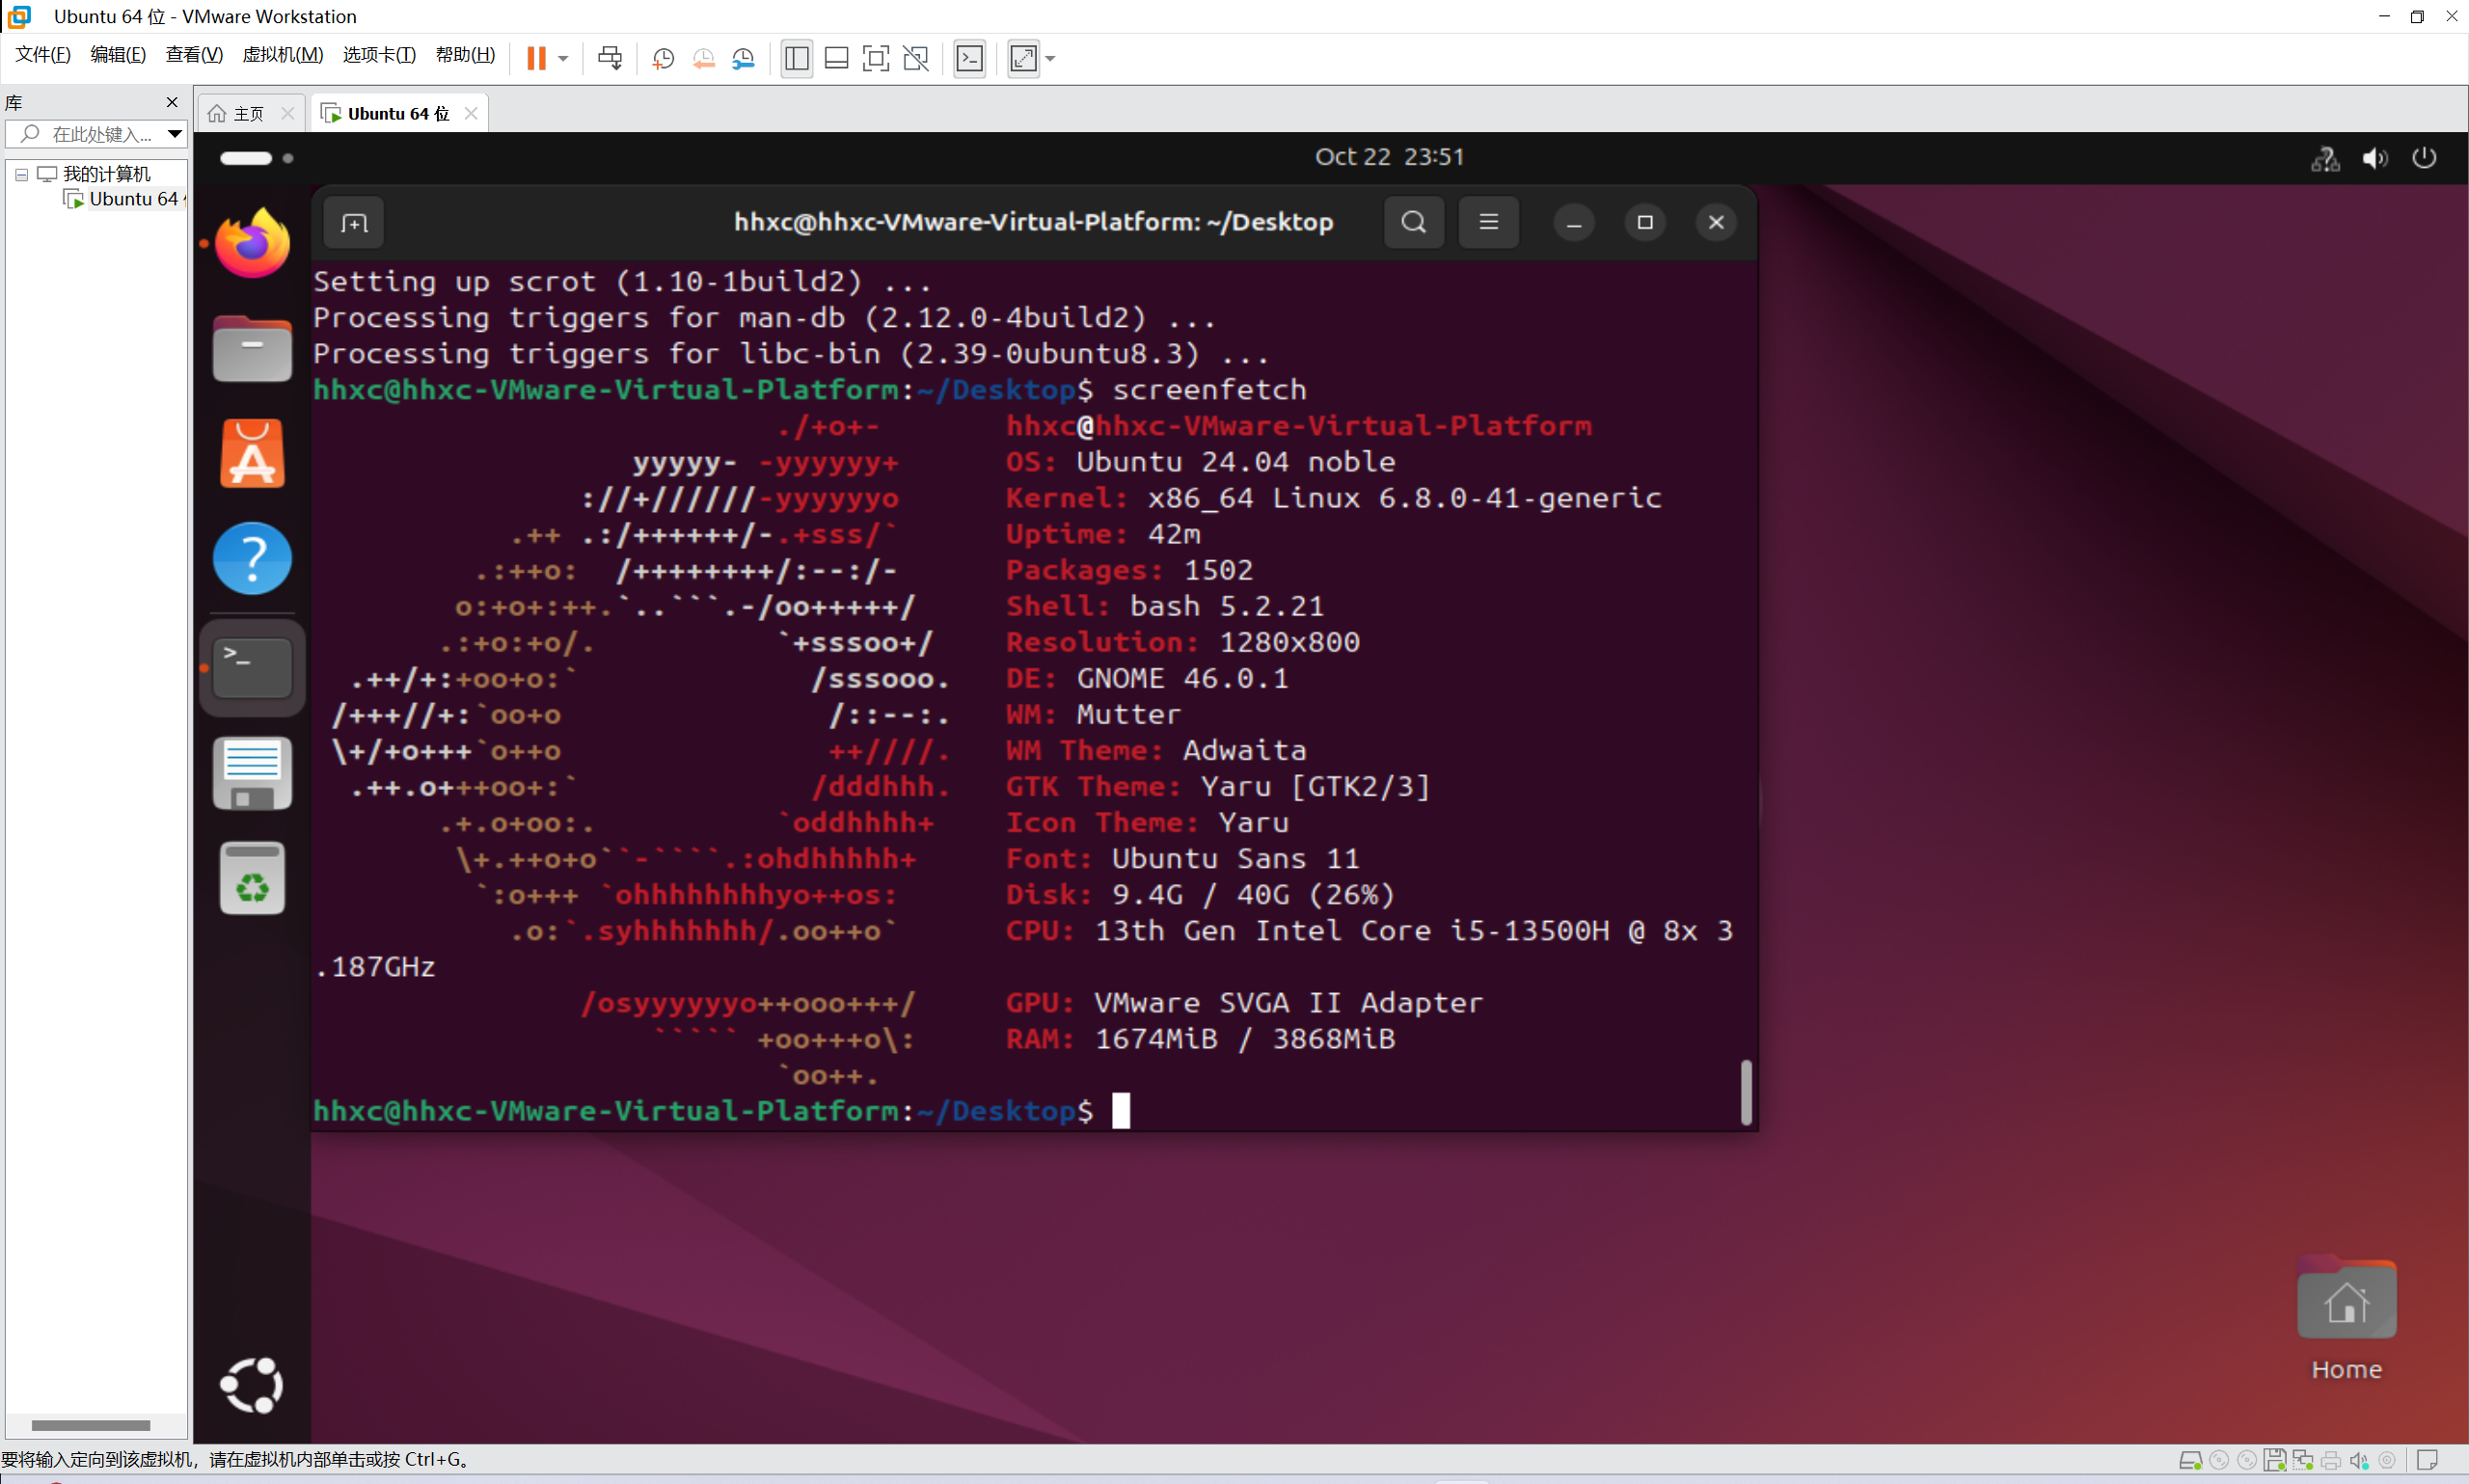 Ubuntu 64 位 - VMware Workstation
文件(F) 编辑(E) 查看(V) 虚拟机(M) 选项卡(T) 帮助(H)
库
在此处键入...
我的计算机
Ubuntu 64
主页
Ubuntu 64 位
Oct 22 23:51
hhxc@hhxc-VMware-Virtual-Platform: ~/Desktop
Setting up scrot (1.10-1build2) ...
Processing triggers for man-db (2.12.0-4build2) ...
Processing triggers for libc-bin (2.39-0ubuntu8.3) ...
hhxc@hhxc-VMware-Virtual-Platform:~/Desktop$ screenfetch
./+o+- hhxc@hhxc-VMware-Virtual-Platform
yyyyy- -yyyyyy+ OS: Ubuntu 24.04 noble
://+//////-yyyyyyo Kernel: x86_64 Linux 6.8.0-41-generic
.++ .:/++++++/-.+sss/` Uptime: 42m
.:++o: /++++++++/:--:/- Packages: 1502
o:+o+:++.`..```.-/oo+++++/ Shell: bash 5.2.21
.:+o:+o/. `+sssoo+/ Resolution: 1280x800
.++/+:+oo+o:` /sssooo. DE: GNOME 46.0.1
/+++//+:`oo+o /::--:. WM: Mutter
\+/+o+++`o++o ++////. WM Theme: Adwaita
.++.o+++oo+:` /dddhhh. GTK Theme: Yaru [GTK2/3]
.+.o+oo:. `oddhhhh+ Icon Theme: Yaru
\+.++o+o``-````.:ohdhhhhh+ Font: Ubuntu Sans 11
`:o+++ `ohhhhhhhhyo++os: Disk: 9.4G / 40G (26%)
.o:`.syhhhhhhh/.oo++o` CPU: 13th Gen Intel Core i5-13500H @ 8x 3
.187GHz
/osyyyyyyo++ooo+++/ GPU: VMware SVGA II Adapter
````` +oo+++o\: RAM: 1674MiB / 3868MiB
`oo++.
hhxc@hhxc-VMware-Virtual-Platform:~/Desktop$
Home
要将输入定向到该虚拟机，请在虚拟机内部单击或按 Ctrl+G。